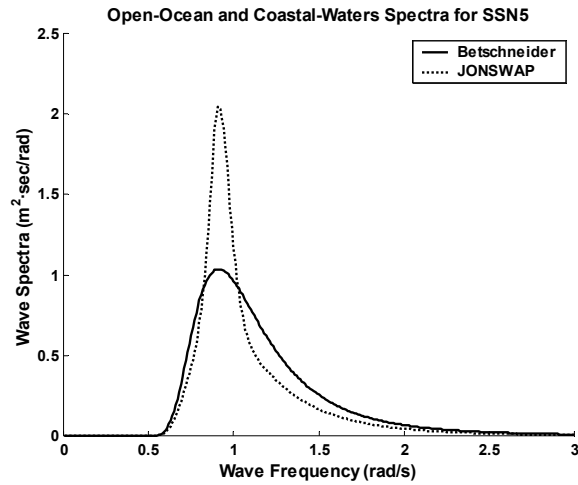 Open-Ocean and Coastal-Waters Spectra for SSN5
Betschneider
JONSWAP
Wave Spectra (m²·sec/rad)
2.5
2
1.5
1
0.5
0
0 0.5 1 1.5 2 2.5 3
Wave Frequency (rad/s)